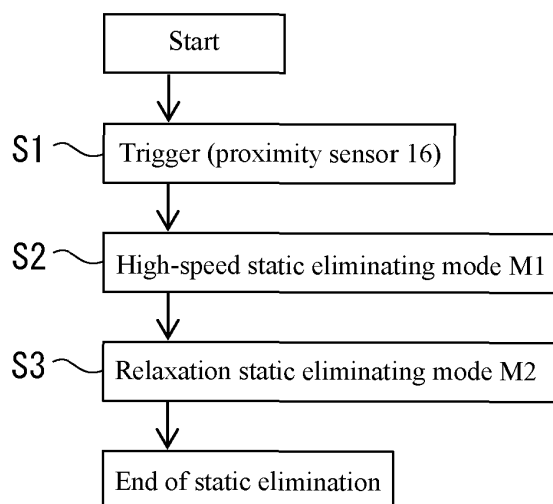 Start
S1 Trigger (proximity sensor 16)
S2 High-speed static eliminating mode M1
S3 Relaxation static eliminating mode M2
End of static elimination